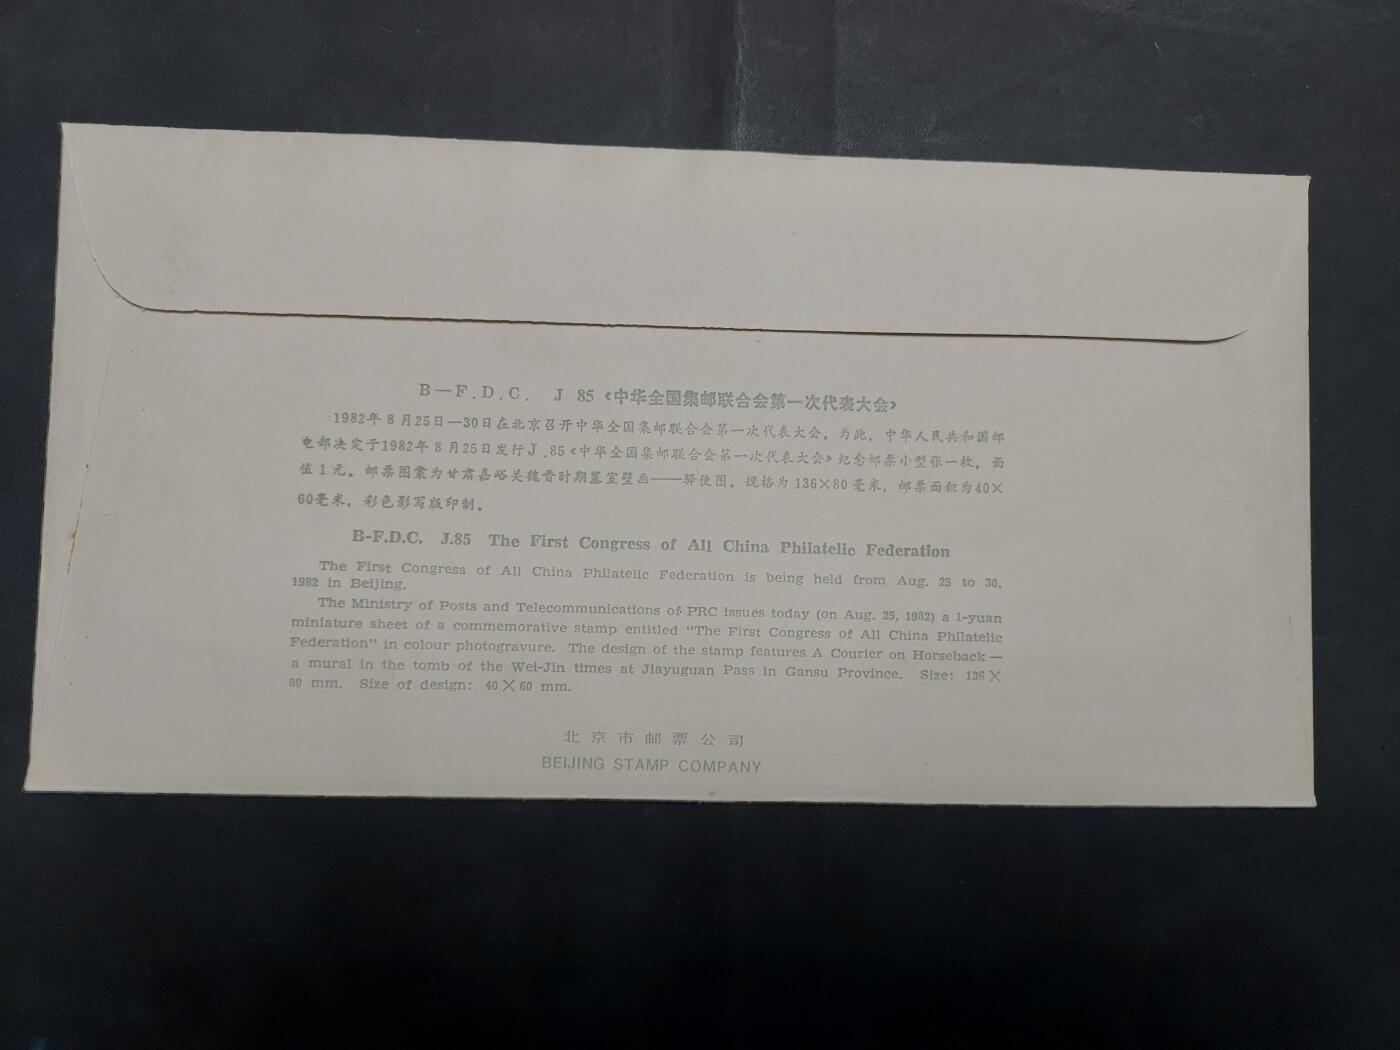 B—F.D.C. J 85《中华全国集邮联合会第一次代表大会》
1982年8月25日—30日在北京召开中华全国集邮联合会第一次代表大会。为此，中华人民共和国邮
电部决定于1982年8月25日发行J.85《中华全国集邮联合会第一次代表大会》纪念邮票小型张一枚，面
值1元。邮票图案为甘肃嘉峪关魏晋时期墓室壁画——驿使图。规格为136×80毫米，邮票面积为40×
60毫米，彩色影写版印制。
B-F.D.C. J.85 The First Congress of All China Philatelic Federation
The First Congress of All China Philatelic Federation is being held from Aug. 25 to 30,
1982 in Beijing.
The Ministry of Posts and Telecommunications of PRC issues today (on Aug. 25, 1982) a 1-yuan
miniature sheet of a commemorative stamp entitled "The First Congress of All China Philatelic
Federation" in colour photogravure. The design of the stamp features A Courier on Horseback—
a mural in the tomb of the Wei-Jin times at Jiayuguan Pass in Gansu Province. Size: 136×
80 mm. Size of design: 40×60 mm.
北京市邮票公司
BEIJING STAMP COMPANY